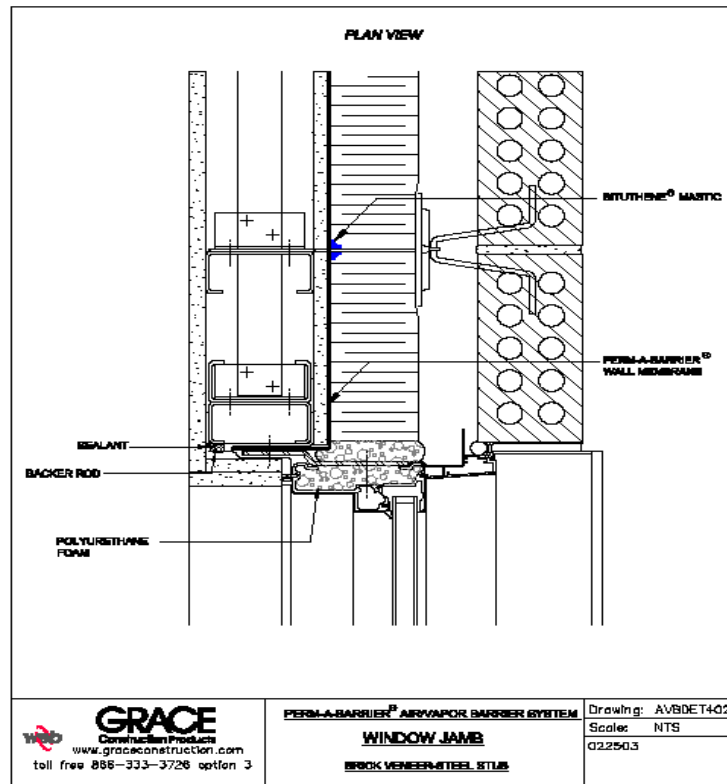 PLAN VIEW
BITUTHENE® MASTIC
PERM-A-BARRIER®
WALL MEMBRANE
SEALANT
BACKER ROD
POLYURETHANE
FOAM
GRACE
Construction Products
www.graceconstruction.com
toll free 866-333-3726 option 3
PERM-A-BARRIER® AIR/VAPOR BARRIER SYSTEM
WINDOW JAMB
BRICK VENEER-STEEL STUB
Drawing: AVBDET402
Scale: NTS
022503